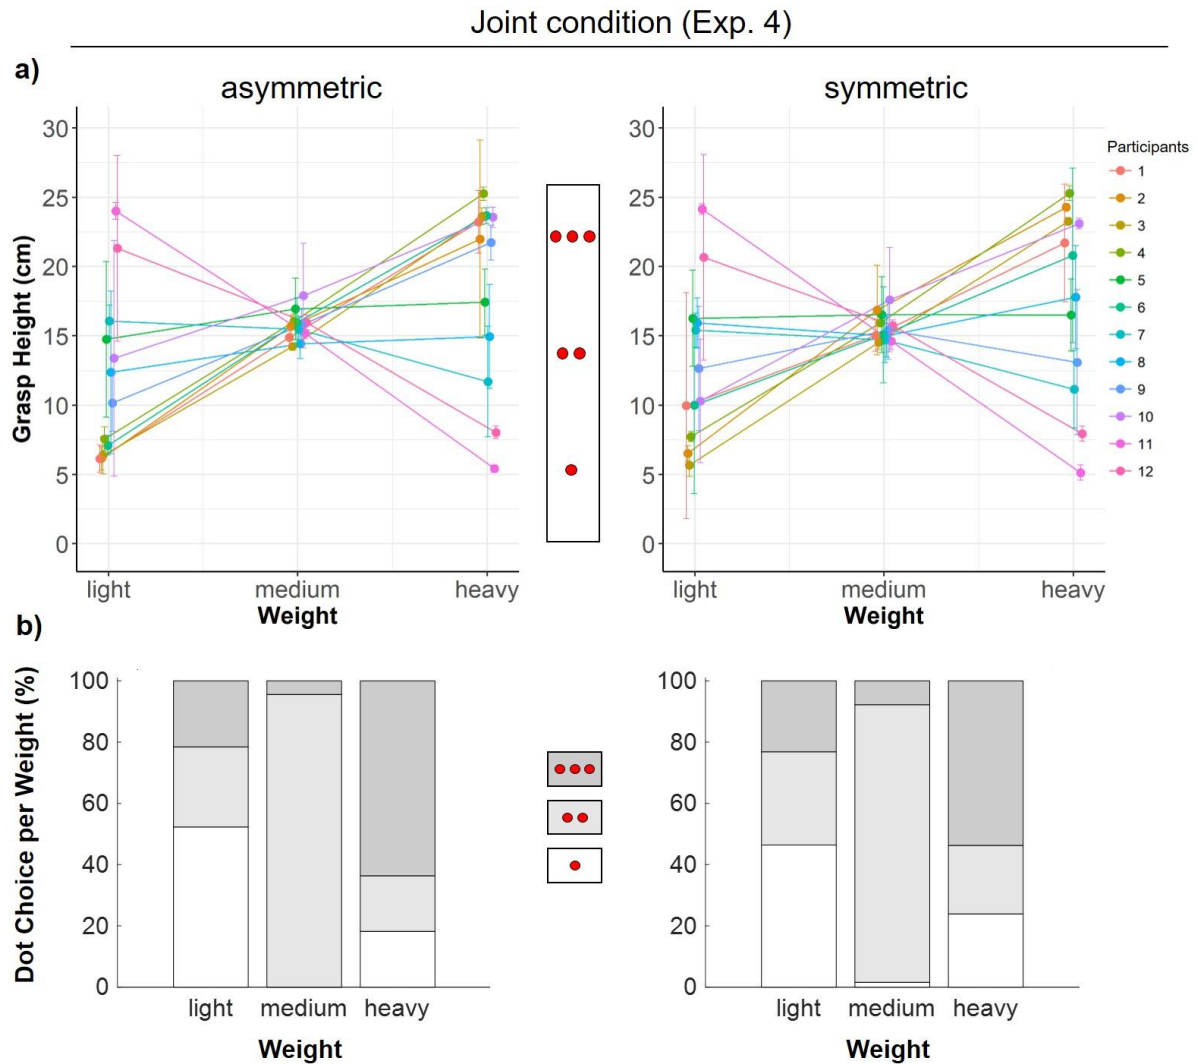 Joint condition (Exp. 4)
a)
asymmetric
symmetric
Grasp Height (cm)
30
25
20
15
10
5
0
light medium heavy
Weight
30
25
20
15
10
5
0
light medium heavy
Weight
Participants
1
2
3
4
5
6
7
8
9
10
11
12
b)
Dot Choice per Weight (%)
100
80
60
40
20
0
light medium heavy
Weight
100
80
60
40
20
0
light medium heavy
Weight